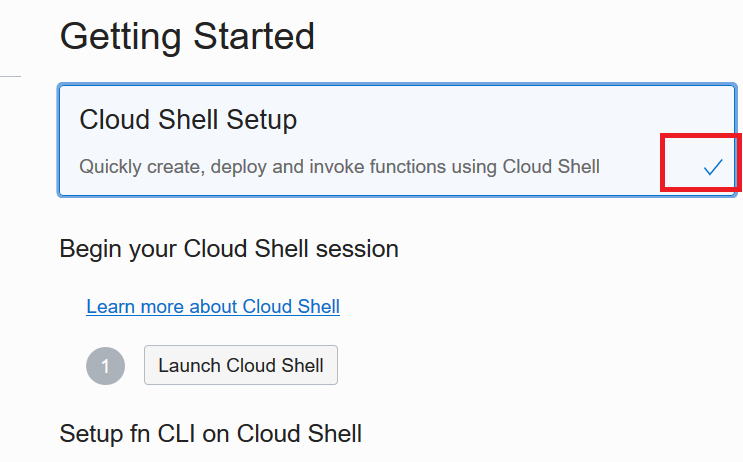 Getting Started
Cloud Shell Setup
Quickly create, deploy and invoke functions using Cloud Shell
Begin your Cloud Shell session
Learn more about Cloud Shell
1 Launch Cloud Shell
Setup fn CLI on Cloud Shell